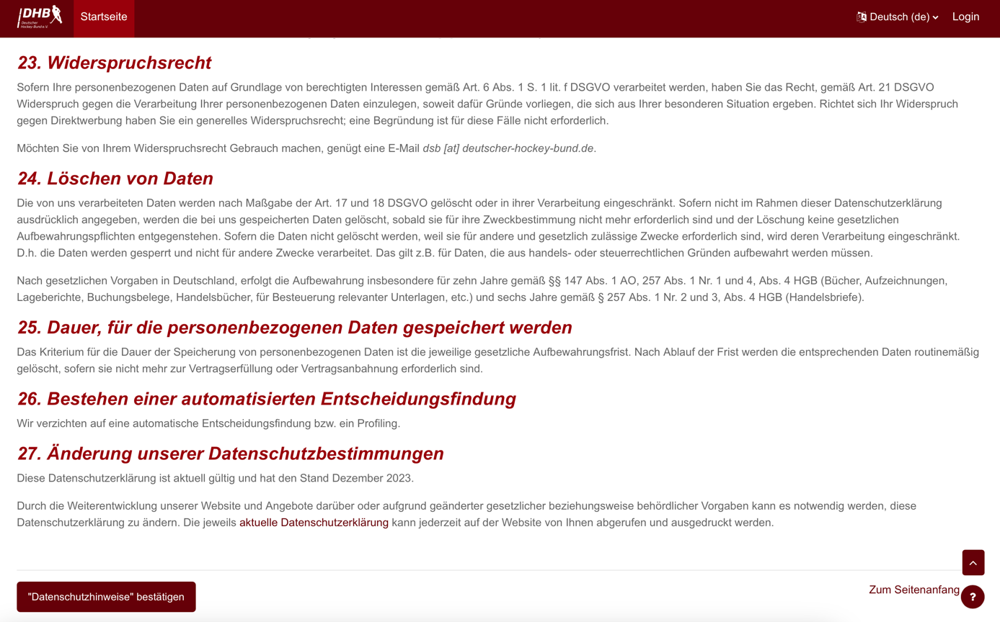 DHB
Deutscher
Hockey-Bund e.V.
Startseite
Deutsch (de)
Login
23. Widerspruchsrecht
Sofern Ihre personenbezogenen Daten auf Grundlage von berechtigten Interessen gemäß Art. 6 Abs. 1 S. 1 lit. f DSGVO verarbeitet werden, haben Sie das Recht, gemäß Art. 21 DSGVO
Widerspruch gegen die Verarbeitung Ihrer personenbezogenen Daten einzulegen, soweit dafür Gründe vorliegen, die sich aus Ihrer besonderen Situation ergeben. Richtet sich Ihr Widerspruch
gegen Direktwerbung haben Sie ein generelles Widerspruchsrecht; eine Begründung ist für diese Fälle nicht erforderlich.
Möchten Sie von Ihrem Widerspruchsrecht Gebrauch machen, genügt eine E-Mail dsb [at] deutscher-hockey-bund.de.
24. Löschen von Daten
Die von uns verarbeiteten Daten werden nach Maßgabe der Art. 17 und 18 DSGVO gelöscht oder in ihrer Verarbeitung eingeschränkt. Sofern nicht im Rahmen dieser Datenschutzerklärung
ausdrücklich angegeben, werden die bei uns gespeicherten Daten gelöscht, sobald sie für ihre Zweckbestimmung nicht mehr erforderlich sind und der Löschung keine gesetzlichen
Aufbewahrungspflichten entgegenstehen. Sofern die Daten nicht gelöscht werden, weil sie für andere und gesetzlich zulässige Zwecke erforderlich sind, wird deren Verarbeitung eingeschränkt.
D.h. die Daten werden gesperrt und nicht für andere Zwecke verarbeitet. Das gilt z.B. für Daten, die aus handels- oder steuerrechtlichen Gründen aufbewahrt werden müssen.
Nach gesetzlichen Vorgaben in Deutschland, erfolgt die Aufbewahrung insbesondere für zehn Jahre gemäß §§ 147 Abs. 1 AO, 257 Abs. 1 Nr. 1 und 4, Abs. 4 HGB (Bücher, Aufzeichnungen,
Lageberichte, Buchungsbelege, Handelsbücher, für Besteuerung relevanter Unterlagen, etc.) und sechs Jahre gemäß § 257 Abs. 1 Nr. 2 und 3, Abs. 4 HGB (Handelsbriefe).
25. Dauer, für die personenbezogenen Daten gespeichert werden
Das Kriterium für die Dauer der Speicherung von personenbezogenen Daten ist die jeweilige gesetzliche Aufbewahrungsfrist. Nach Ablauf der Frist werden die entsprechenden Daten routinemäßig
gelöscht, sofern sie nicht mehr zur Vertragserfüllung oder Vertragsanbahnung erforderlich sind.
26. Bestehen einer automatisierten Entscheidungsfindung
Wir verzichten auf eine automatische Entscheidungsfindung bzw. ein Profiling.
27. Änderung unserer Datenschutzbestimmungen
Diese Datenschutzerklärung ist aktuell gültig und hat den Stand Dezember 2023.
Durch die Weiterentwicklung unserer Website und Angebote darüber oder aufgrund geänderter gesetzlicher beziehungsweise behördlicher Vorgaben kann es notwendig werden, diese
Datenschutzerklärung zu ändern. Die jeweils aktuelle Datenschutzerklärung kann jederzeit auf der Website von Ihnen abgerufen und ausgedruckt werden.
Zum Seitenanfang
?
"Datenschutzhinweise" bestätigen